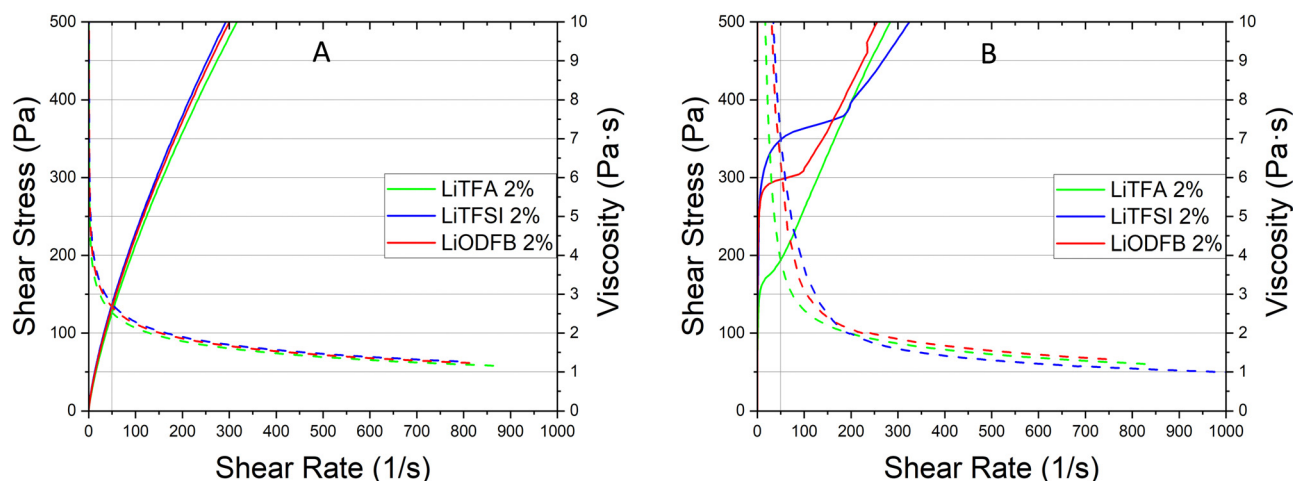 A
Shear Stress (Pa)
500
400
300
200
100
0
LiTFA 2%
LiTFSI 2%
LiODFB 2%
10
9
8
7
6
5
4
3
2
1
0
Viscosity (Pa·s)
0 100 200 300 400 500 600 700 800 900 1000
Shear Rate (1/s)
B
Shear Stress (Pa)
500
400
300
200
100
0
LiTFA 2%
LiTFSI 2%
LiODFB 2%
10
9
8
7
6
5
4
3
2
1
0
Viscosity (Pa·s)
0 100 200 300 400 500 600 700 800 900 1000
Shear Rate (1/s)